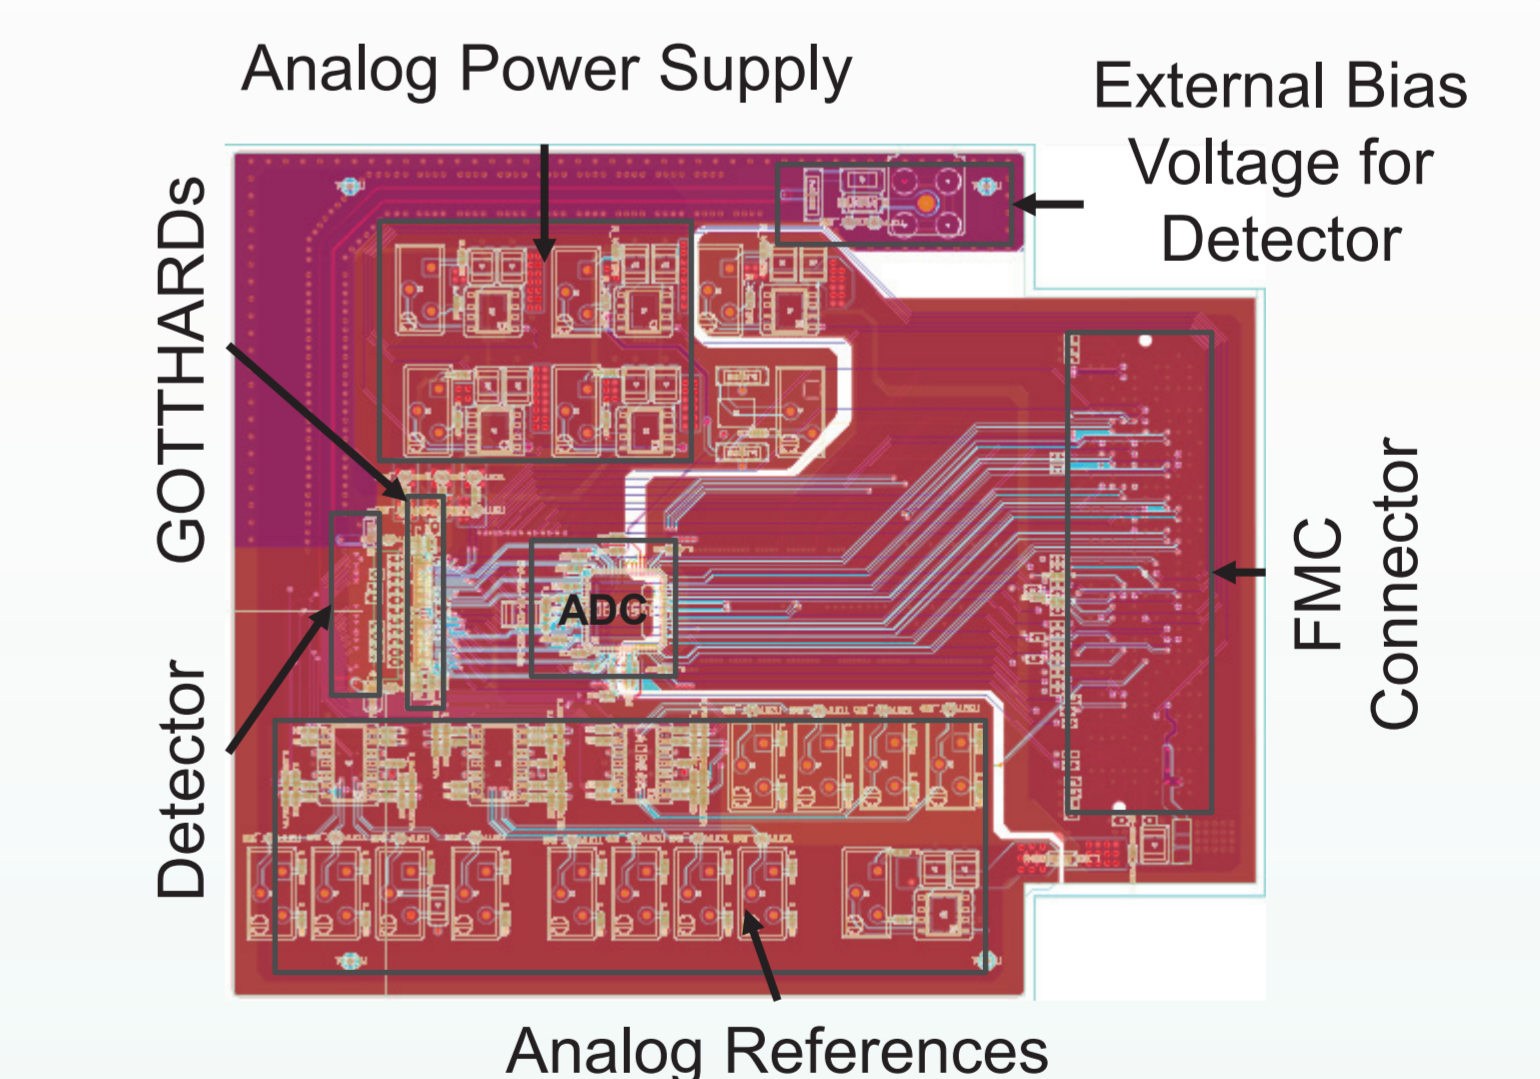 Analog Power Supply
External Bias
Voltage for
Detector
GOTTHARDs
ADC
FMC
Connector
Detector
Analog References